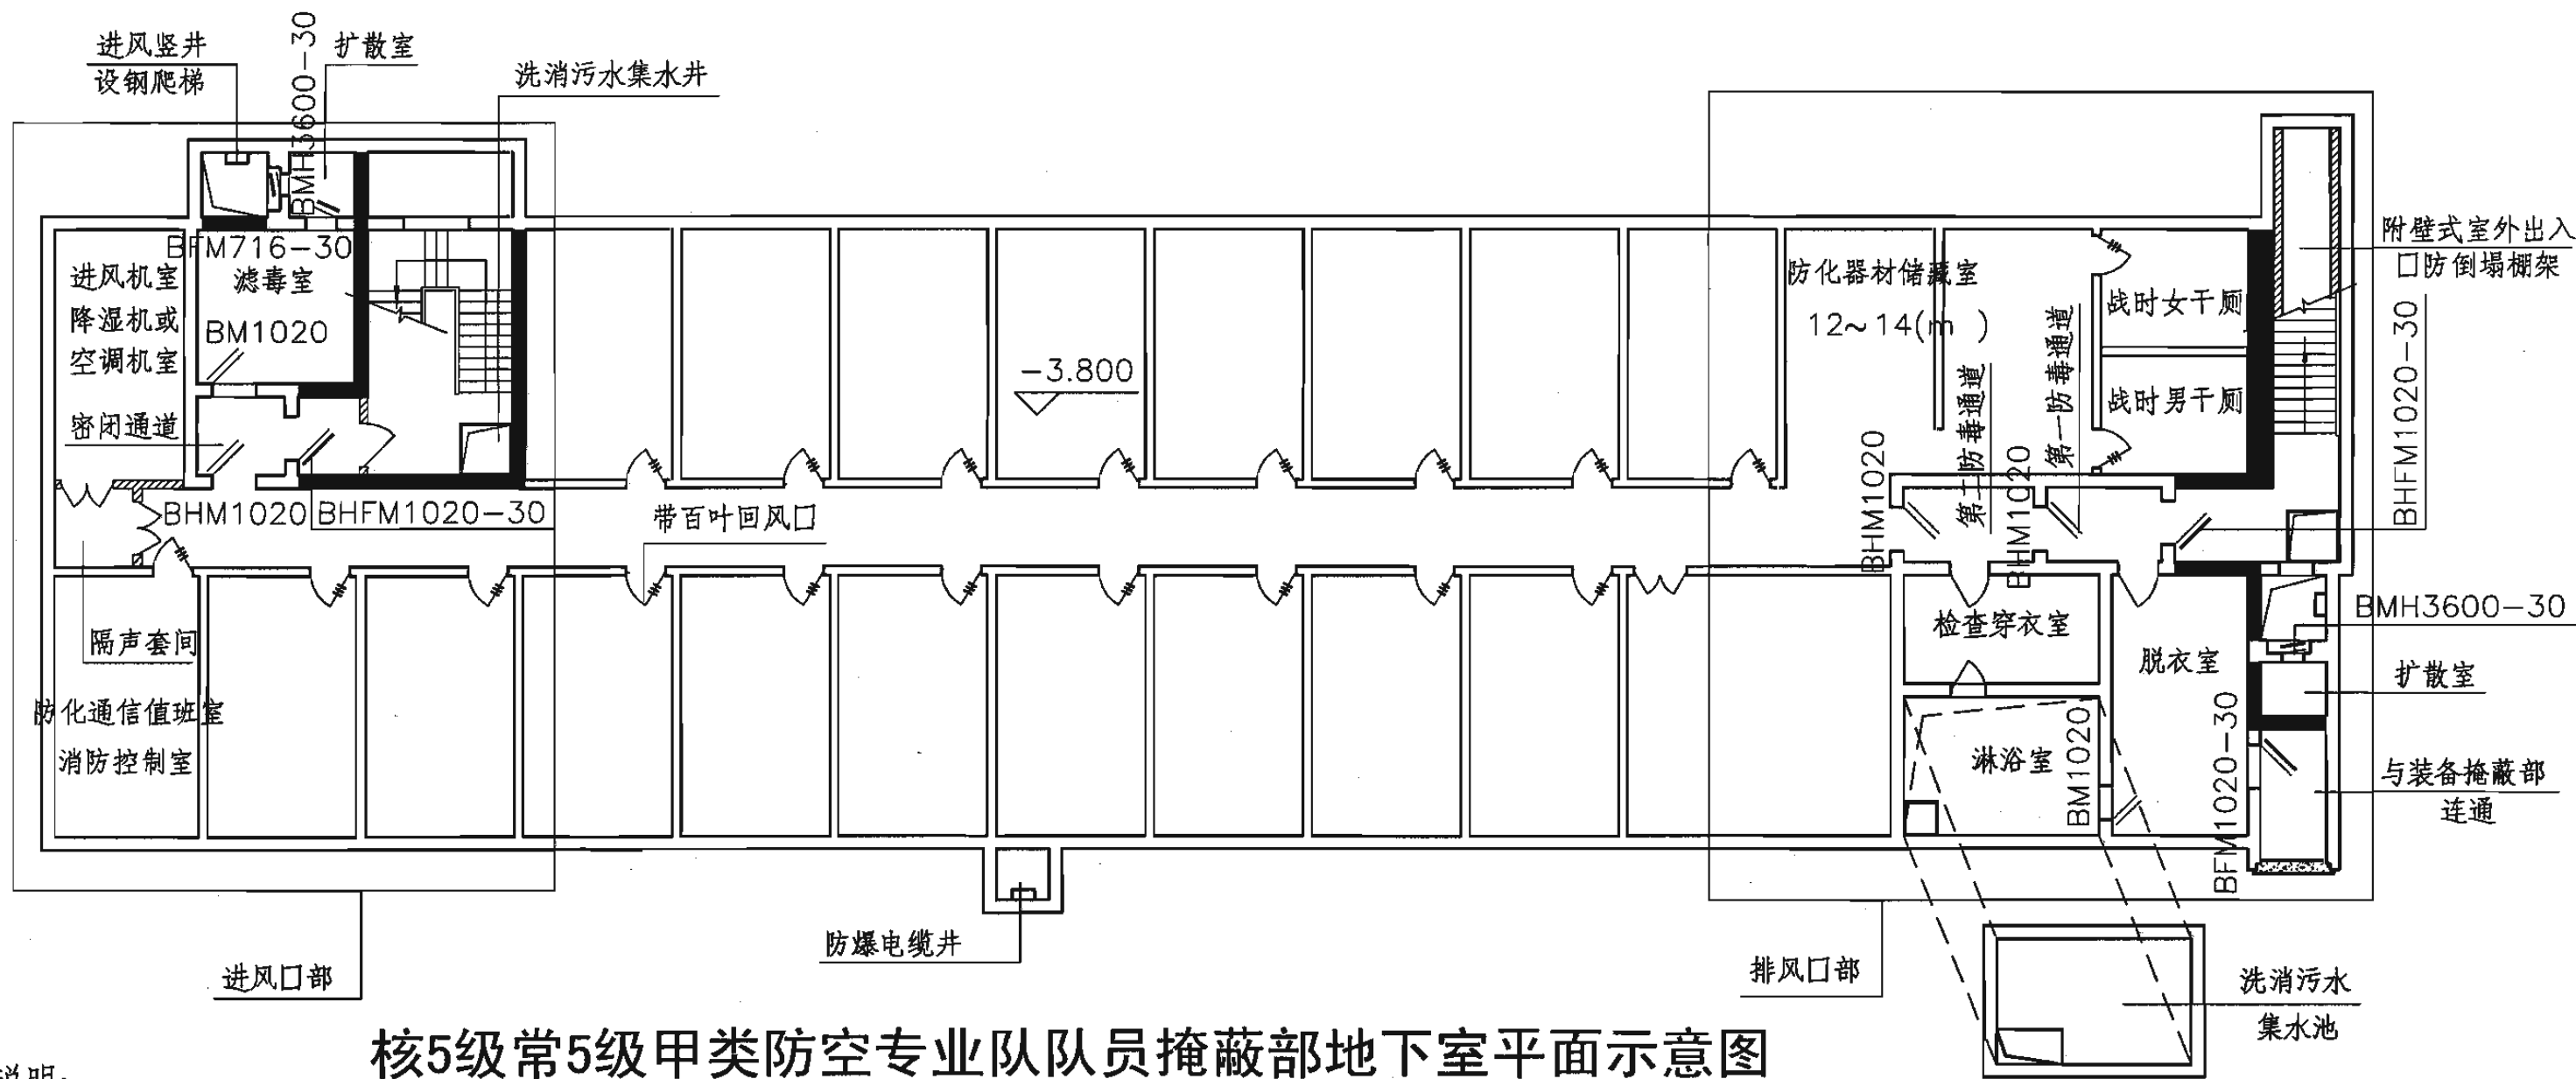 进风竖井
设钢爬梯
BMH3600-30
扩散室
洗消污水集水井
BFM716-30
进风机室
降湿机或
空调机室
滤毒室
BM1020
密闭通道
BHM1020
BHFM1020-30
隔声套间
防化通信值班室
消防控制室
进风口部
-3.800
带百叶回风口
防爆电缆井
防化器材储藏室
12~14(m )
第二防毒通道
第一防毒通道
战时女干厕
战时男干厕
BHM1020
BHM1020
附壁式室外出入
口防倒塌棚架
BHFM1020-30
检查穿衣室
脱衣室
淋浴室
BM1020
BMH3600-30
扩散室
BFM1020-30
与装备掩蔽部
连通
排风口部
洗消污水
集水池
核5级常5级甲类防空专业队队员掩蔽部地下室平面示意图
说明: